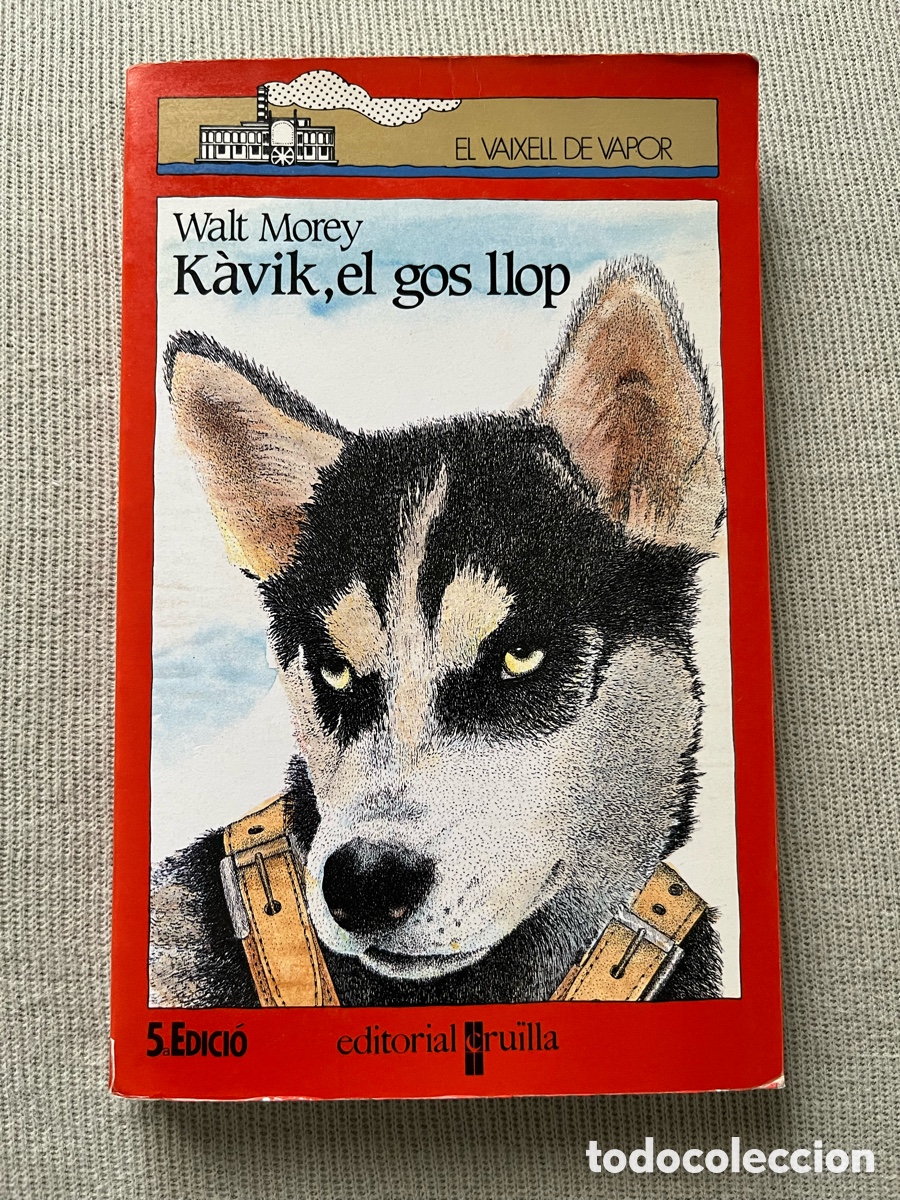 EL VAIXELL DE VAPOR
Walt Morey
Kàvik, el gos llop
5ª EDICIÓ
editorial cruïlla
todocoleccion